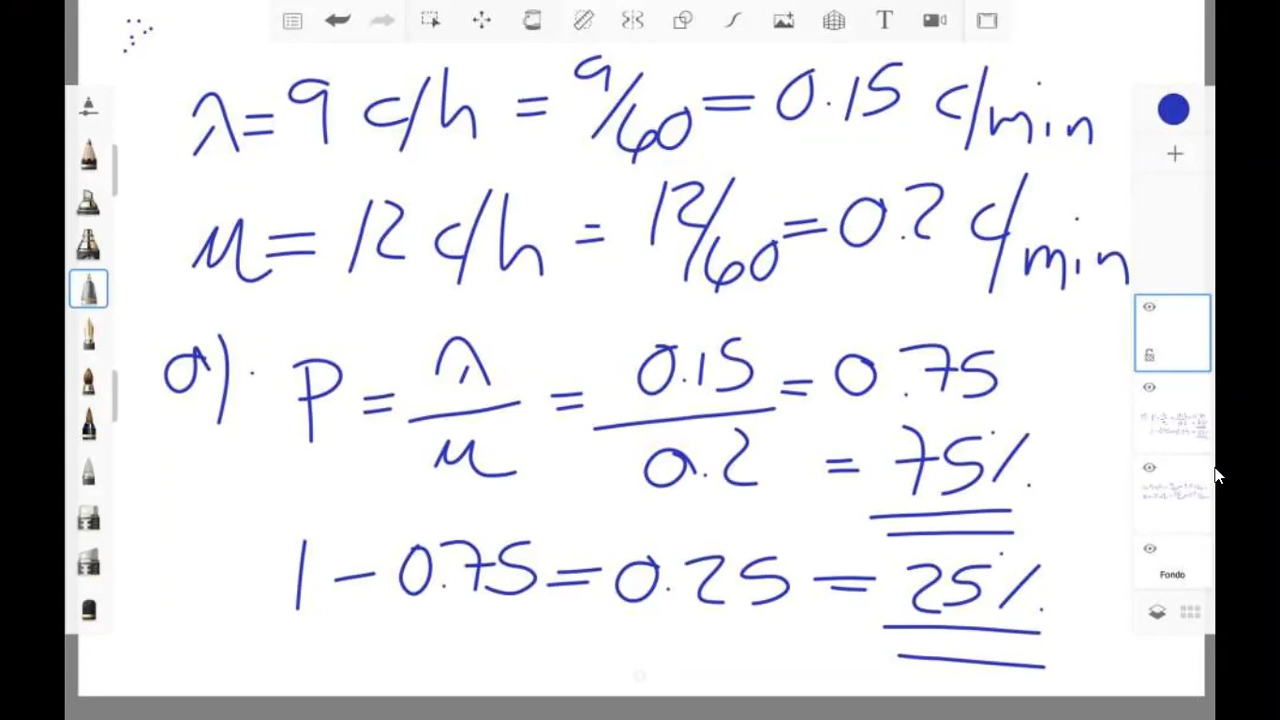 λ = 9 c/h = 9/60 = 0.15 c/min
μ = 12 c/h = 12/60 = 0.2 c/min
a). P = λ/μ = 0.15/0.2 = 0.75
= 75%
1 - 0.75 = 0.25 = 25%
Fondo